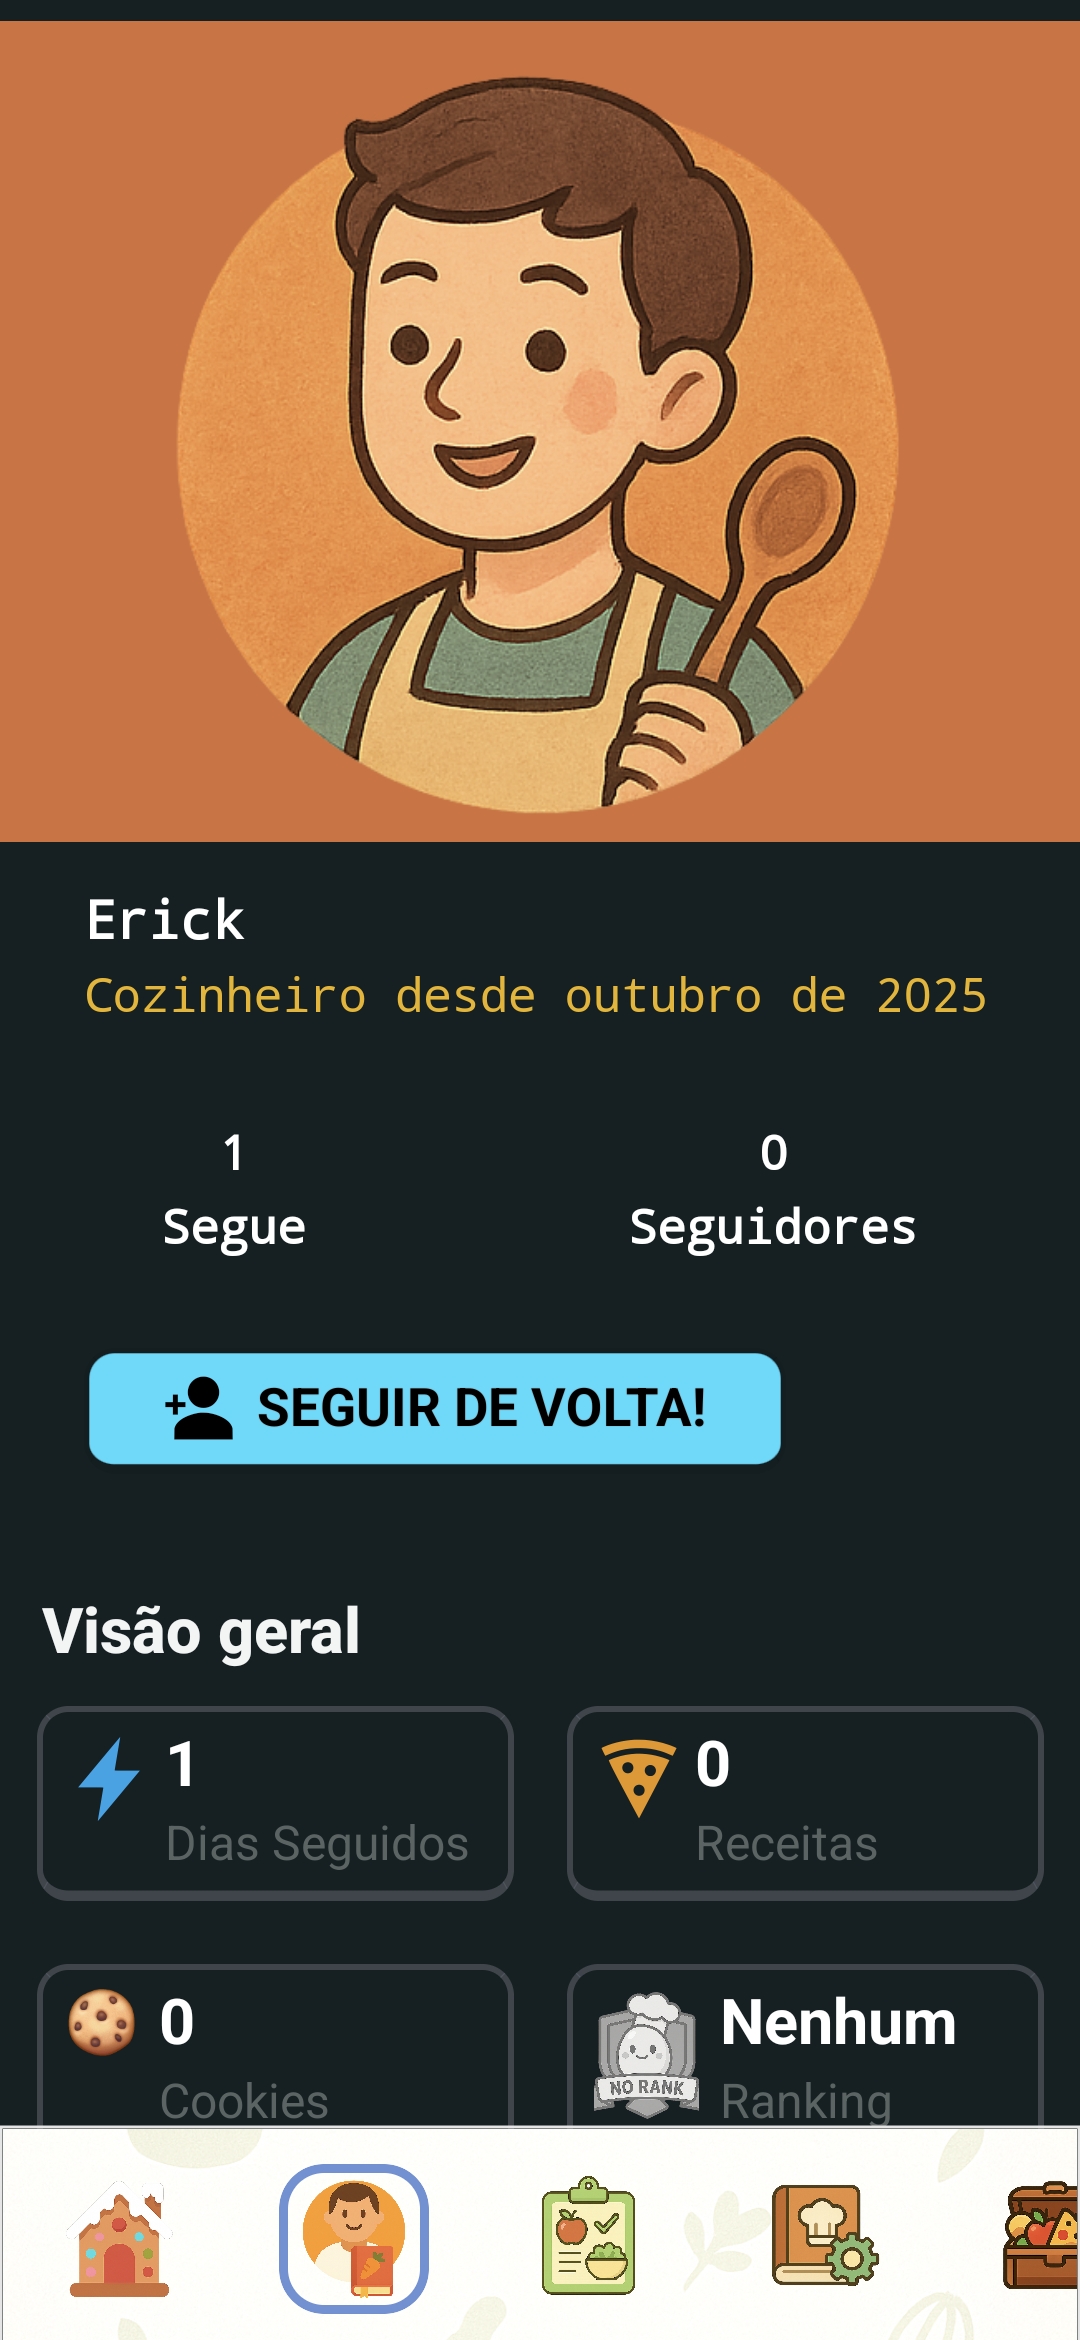 Erick
Cozinheiro desde outubro de 2025
1
Segue
0
Seguidores
SEGUIR DE VOLTA!
Visão geral
1
Dias Seguidos
0
Receitas
0
Cookies
NO RANK
Nenhum
Ranking